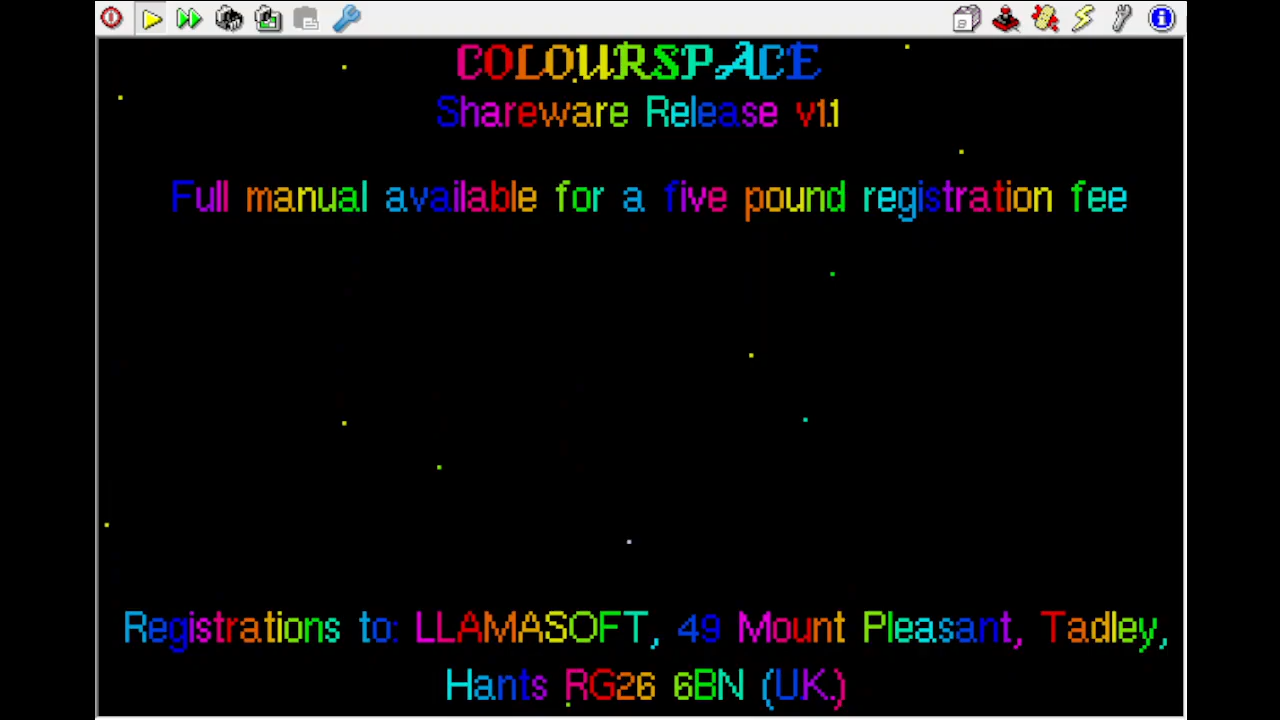 COLOURSPACE
Shareware Release v1.1
Full manual available for a five pound registration fee
Registrations to: LLAMASOFT, 49 Mount Pleasant, Tadley,
Hants RG26 6BN (UK.)